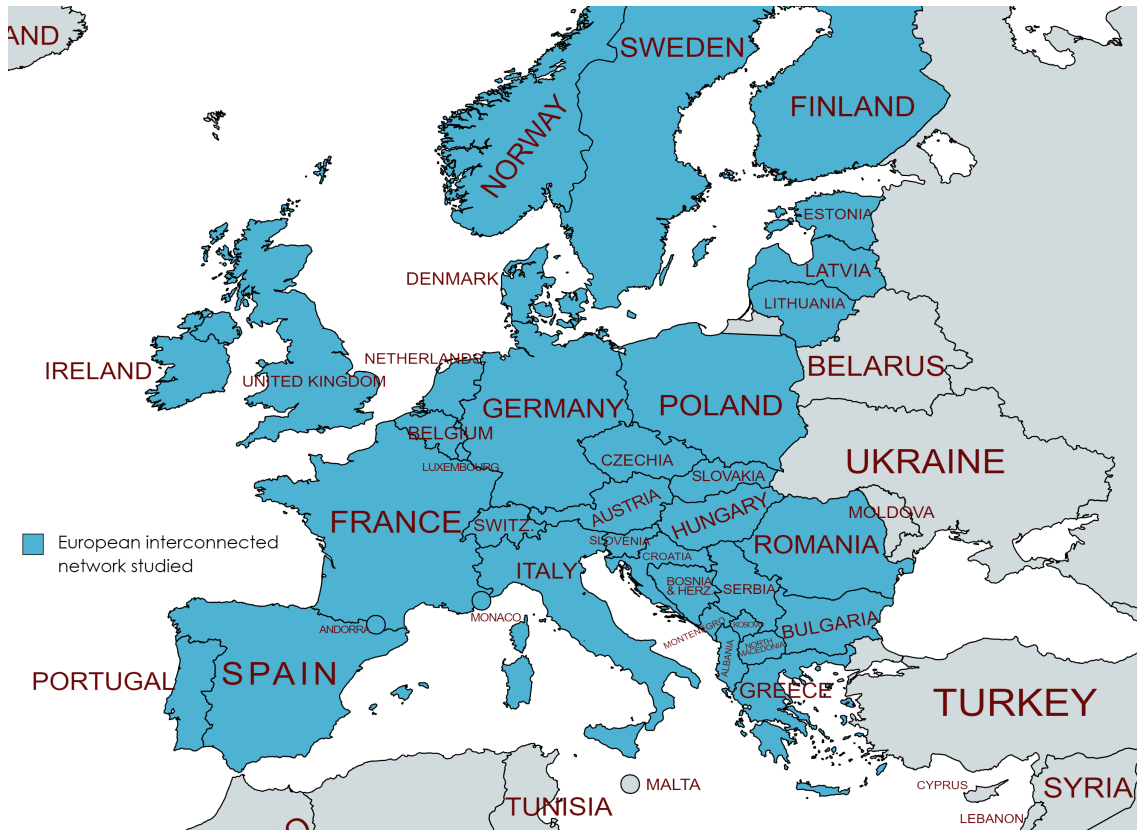 AND
SWEDEN
FINLAND
NORWAY
ESTONIA
LATVIA
LITHUANIA
DENMARK
NETHERLANDS
IRELAND
UNITED KINGDOM
BELARUS
GERMANY
POLAND
BELGIUM
LUXEMBOURG
CZECHIA
SLOVAKIA
UKRAINE
FRANCE
SWITZ.
AUSTRIA
HUNGARY
MOLDOVA
SLOVENIA
CROATIA
ROMANIA
European interconnected
network studied
ITALY
BOSNIA
& HERZ.
SERBIA
MONACO
ANDORRA
MONTENEGRO
KOSOVO
BULGARIA
NORTH
MACEDONIA
ALBANIA
PORTUGAL
SPAIN
GREECE
TURKEY
MALTA
CYPRUS
SYRIA
TUNISIA
LEBANON